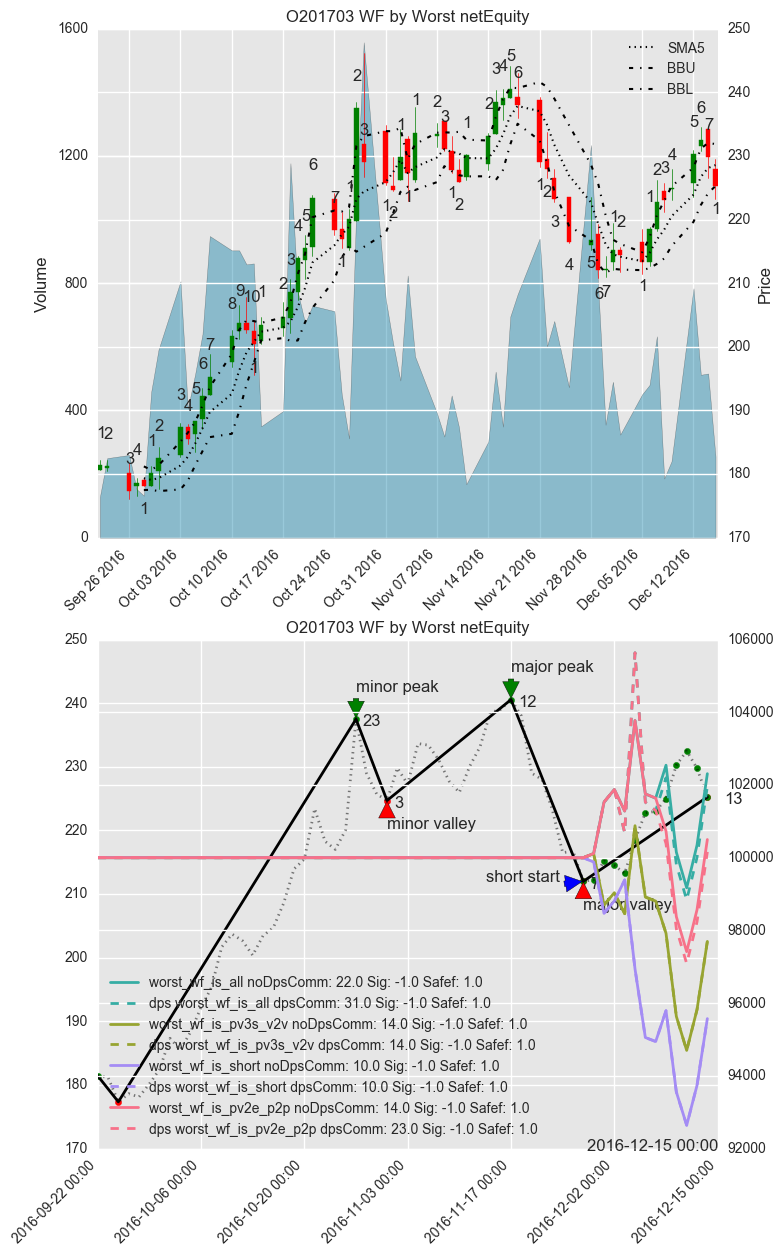 O201703 WF by Worst netEquity
1600
1200
800
400
0
Volume
250
240
230
220
210
200
190
180
170
Price
SMA5
BBU
BBL
Sep 26 2016
Oct 03 2016
Oct 10 2016
Oct 17 2016
Oct 24 2016
Oct 31 2016
Nov 07 2016
Nov 14 2016
Nov 21 2016
Nov 28 2016
Dec 05 2016
Dec 12 2016
O201703 WF by Worst netEquity
250
240
230
220
210
200
190
180
170
106000
104000
102000
100000
98000
96000
94000
92000
minor peak
23
3
minor valley
major peak
12
short start
major valley
13
worst_wf_is_all noDpsComm: 22.0 Sig: -1.0 Safef: 1.0
dps worst_wf_is_all dpsComm: 31.0 Sig: -1.0 Safef: 1.0
worst_wf_is_pv3s_v2v noDpsComm: 14.0 Sig: -1.0 Safef: 1.0
dps worst_wf_is_pv3s_v2v dpsComm: 14.0 Sig: -1.0 Safef: 1.0
worst_wf_is_short noDpsComm: 10.0 Sig: -1.0 Safef: 1.0
dps worst_wf_is_short dpsComm: 10.0 Sig: -1.0 Safef: 1.0
worst_wf_is_pv2e_p2p noDpsComm: 14.0 Sig: -1.0 Safef: 1.0
dps worst_wf_is_pv2e_p2p dpsComm: 23.0 Sig: -1.0 Safef: 1.0
2016-12-15 00:00
2016-09-22 00:00
2016-10-06 00:00
2016-10-20 00:00
2016-11-03 00:00
2016-11-17 00:00
2016-12-02 00:00
2016-12-15 00:00